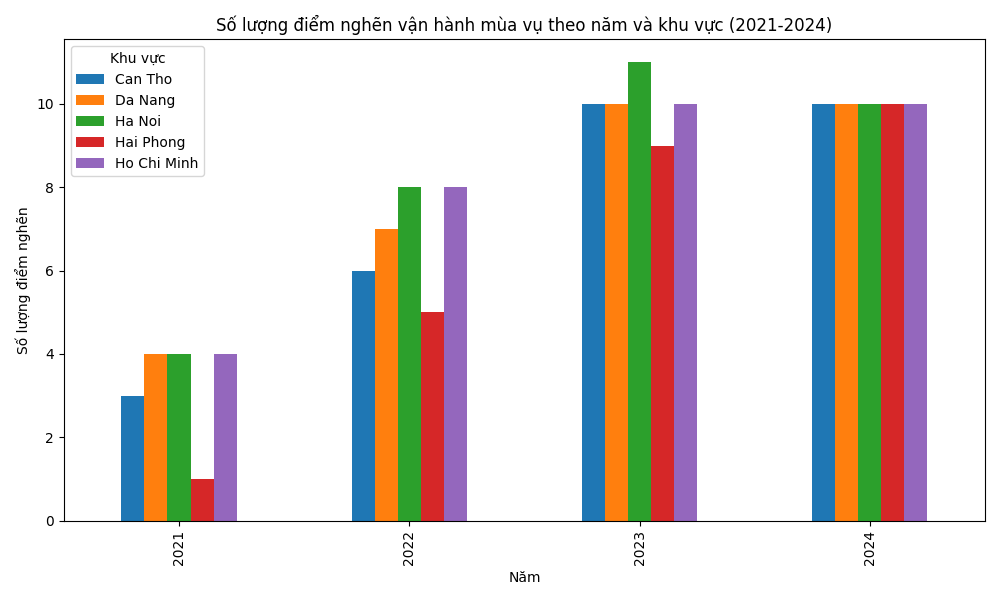 Số lượng điểm nghẽn vận hành mùa vụ theo năm và khu vực (2021-2024)
Khu vực
Can Tho
Da Nang
Ha Noi
Hai Phong
Ho Chi Minh
Số lượng điểm nghẽn
10
8
6
4
2
0
2021
2022
2023
2024
Năm